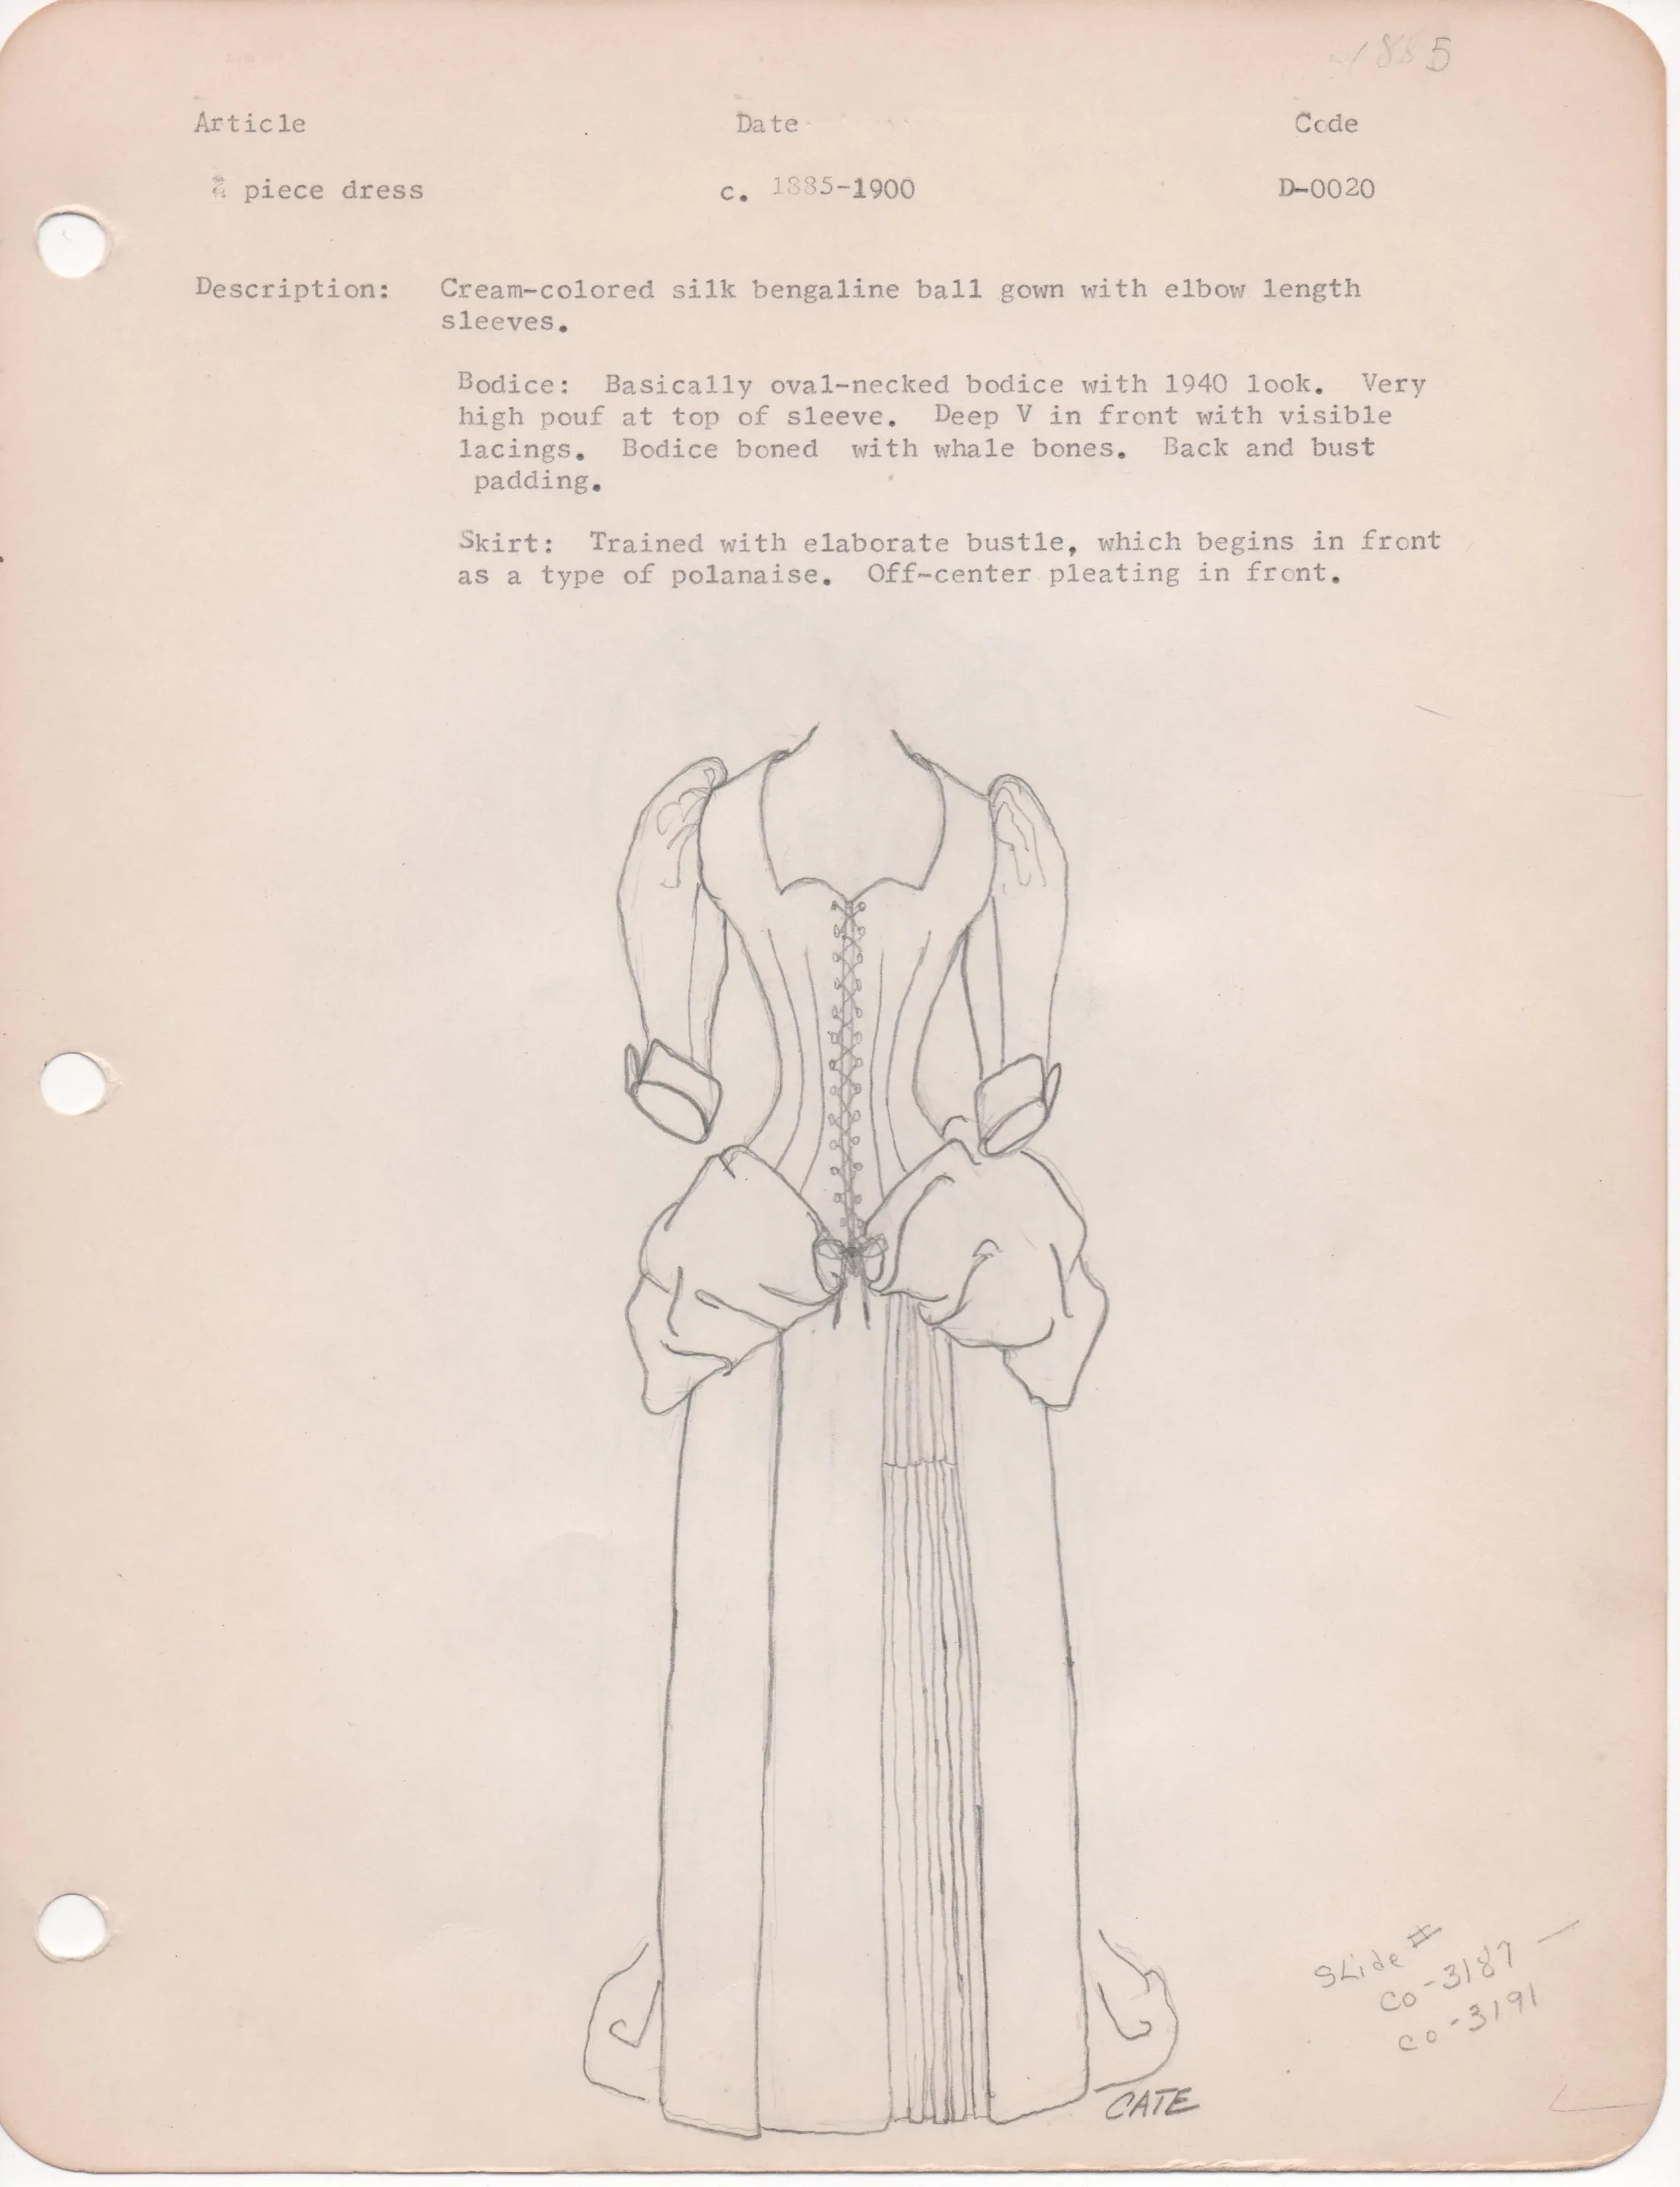 1885
Article Date Code
2 piece dress c. 1885-1900 D-0020
Description: Cream-colored silk bengaline ball gown with elbow length
sleeves.
Bodice: Basically oval-necked bodice with 1940 look. Very
high pouf at top of sleeve. Deep V in front with visible
lacings. Bodice boned with whale bones. Back and bust
padding.
Skirt: Trained with elaborate bustle, which begins in front
as a type of polanaise. Off-center pleating in front.
SLide #
CO-3187 -
CO-3191
CATE